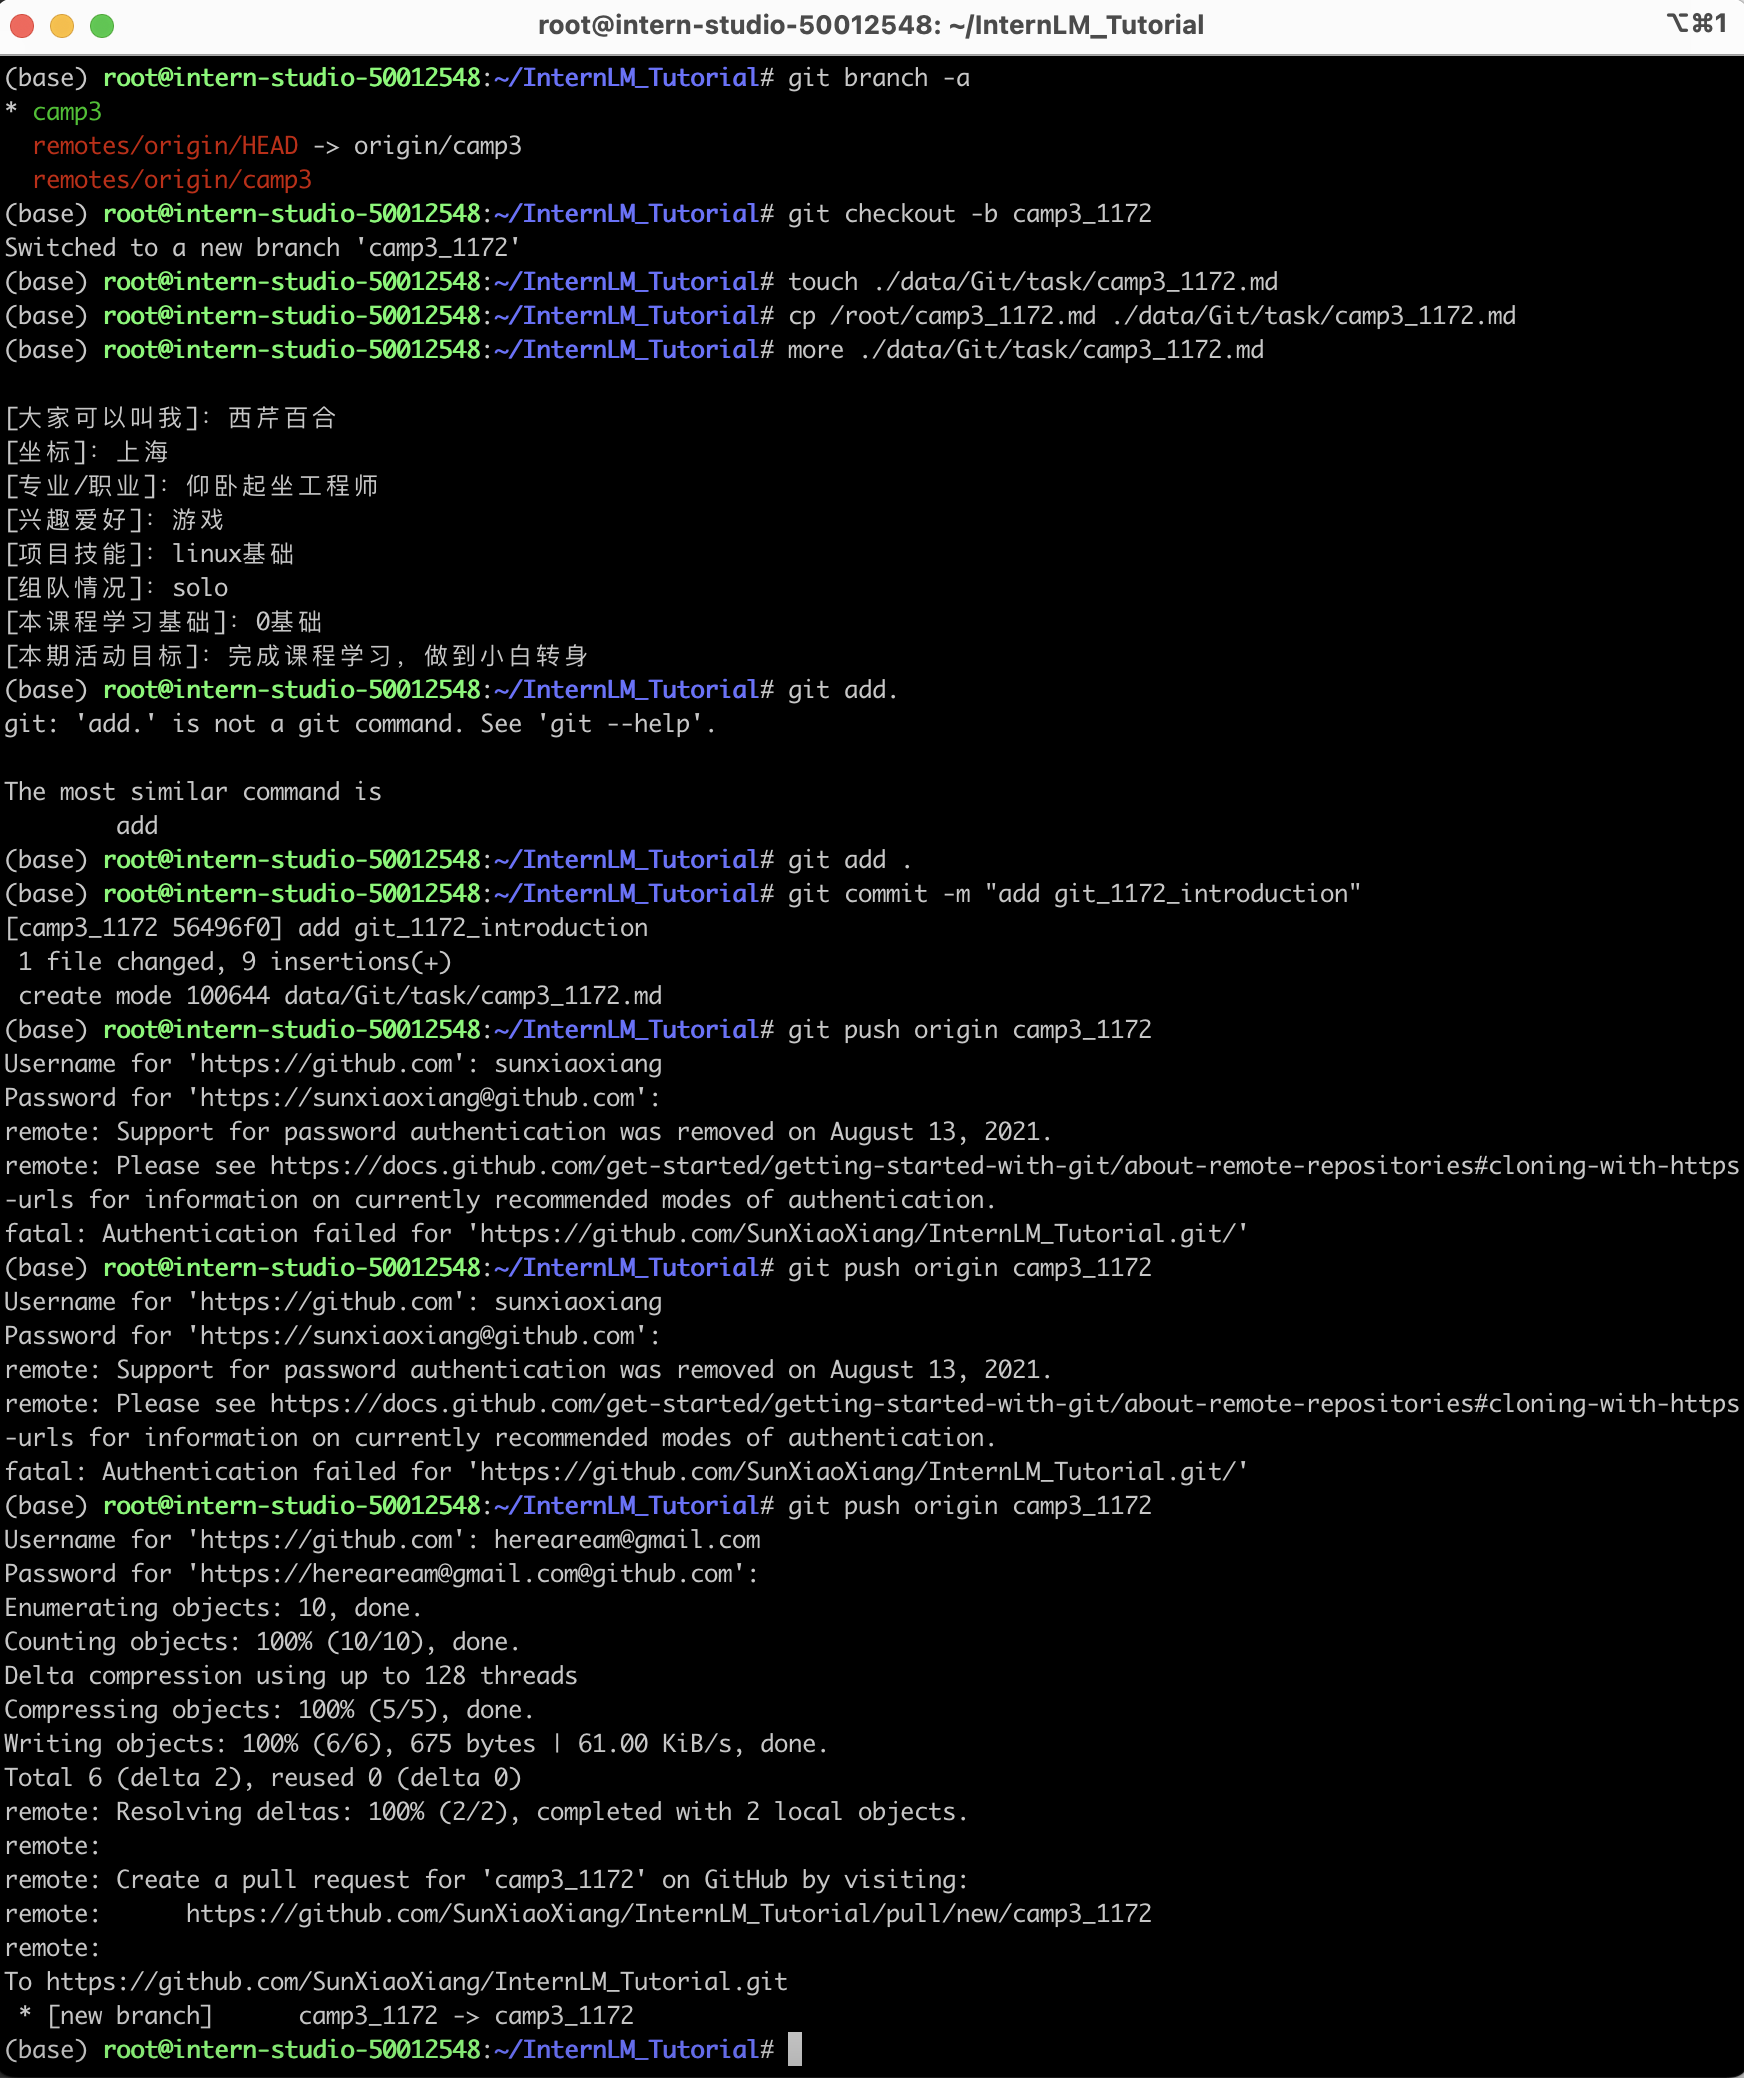 root@intern-studio-50012548: ~/InternLM_Tutorial ⌥⌘1
(base) root@intern-studio-50012548:~/InternLM_Tutorial# git branch -a
* camp3
  remotes/origin/HEAD -> origin/camp3
  remotes/origin/camp3
(base) root@intern-studio-50012548:~/InternLM_Tutorial# git checkout -b camp3_1172
Switched to a new branch 'camp3_1172'
(base) root@intern-studio-50012548:~/InternLM_Tutorial# touch ./data/Git/task/camp3_1172.md
(base) root@intern-studio-50012548:~/InternLM_Tutorial# cp /root/camp3_1172.md ./data/Git/task/camp3_1172.md
(base) root@intern-studio-50012548:~/InternLM_Tutorial# more ./data/Git/task/camp3_1172.md
[大家可以叫我]： 西芹百合
[坐标]： 上海
[专业/职业]： 仰卧起坐工程师
[兴趣爱好]： 游戏
[项目技能]： linux基础
[组队情况]： solo
[本课程学习基础]： 0基础
[本期活动目标]： 完成课程学习，做到小白转身
(base) root@intern-studio-50012548:~/InternLM_Tutorial# git add.
git: 'add.' is not a git command. See 'git --help'.
The most similar command is
        add
(base) root@intern-studio-50012548:~/InternLM_Tutorial# git add .
(base) root@intern-studio-50012548:~/InternLM_Tutorial# git commit -m "add git_1172_introduction"
[camp3_1172 56496f0] add git_1172_introduction
 1 file changed, 9 insertions(+)
 create mode 100644 data/Git/task/camp3_1172.md
(base) root@intern-studio-50012548:~/InternLM_Tutorial# git push origin camp3_1172
Username for 'https://github.com': sunxiaoxiang
Password for 'https://sunxiaoxiang@github.com':
remote: Support for password authentication was removed on August 13, 2021.
remote: Please see https://docs.github.com/get-started/getting-started-with-git/about-remote-repositories#cloning-with-https
-urls for information on currently recommended modes of authentication.
fatal: Authentication failed for 'https://github.com/SunXiaoXiang/InternLM_Tutorial.git/'
(base) root@intern-studio-50012548:~/InternLM_Tutorial# git push origin camp3_1172
Username for 'https://github.com': sunxiaoxiang
Password for 'https://sunxiaoxiang@github.com':
remote: Support for password authentication was removed on August 13, 2021.
remote: Please see https://docs.github.com/get-started/getting-started-with-git/about-remote-repositories#cloning-with-https
-urls for information on currently recommended modes of authentication.
fatal: Authentication failed for 'https://github.com/SunXiaoXiang/InternLM_Tutorial.git/'
(base) root@intern-studio-50012548:~/InternLM_Tutorial# git push origin camp3_1172
Username for 'https://github.com': herearеam@gmail.com
Password for 'https://hereaream@gmail.com@github.com':
Enumerating objects: 10, done.
Counting objects: 100% (10/10), done.
Delta compression using up to 128 threads
Compressing objects: 100% (5/5), done.
Writing objects: 100% (6/6), 675 bytes | 61.00 KiB/s, done.
Total 6 (delta 2), reused 0 (delta 0)
remote: Resolving deltas: 100% (2/2), completed with 2 local objects.
remote:
remote: Create a pull request for 'camp3_1172' on GitHub by visiting:
remote:      https://github.com/SunXiaoXiang/InternLM_Tutorial/pull/new/camp3_1172
remote:
To https://github.com/SunXiaoXiang/InternLM_Tutorial.git
 * [new branch]      camp3_1172 -> camp3_1172
(base) root@intern-studio-50012548:~/InternLM_Tutorial#